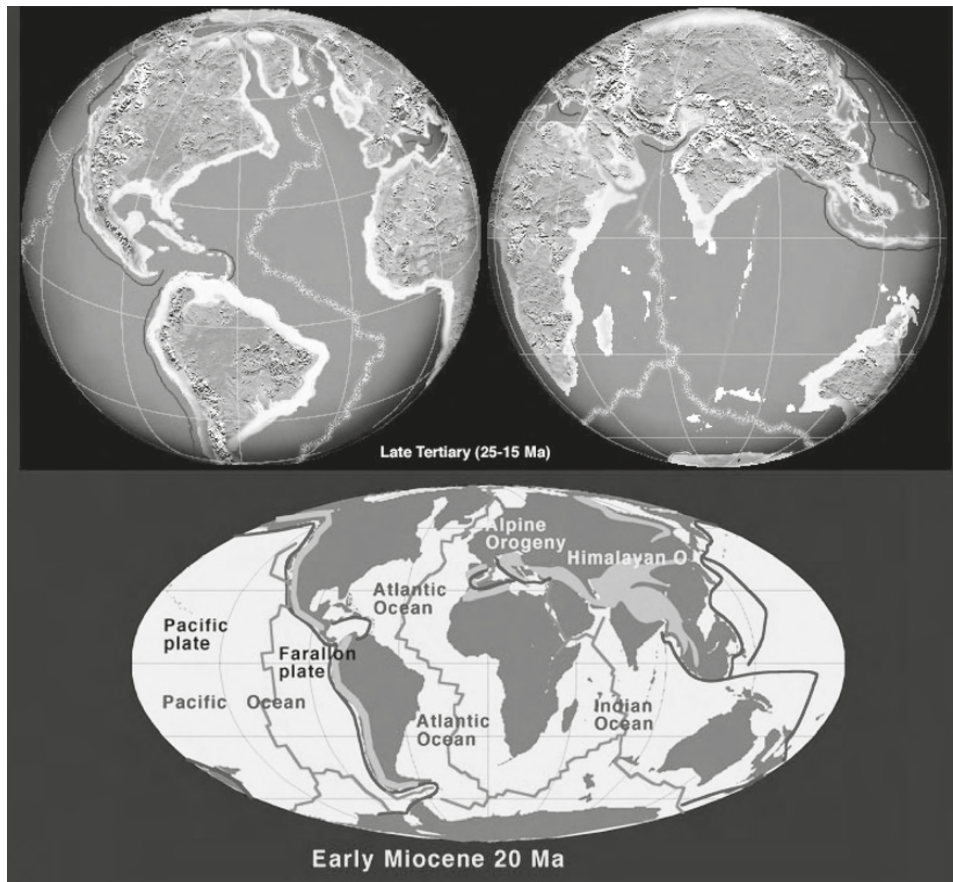 Late Tertiary (25-15 Ma)
Alpine
Orogeny
Himalayan O
Atlantic
Ocean
Pacific
plate
Farallon
plate
Pacific Ocean
Atlantic
Ocean
Indian
Ocean
Early Miocene 20 Ma